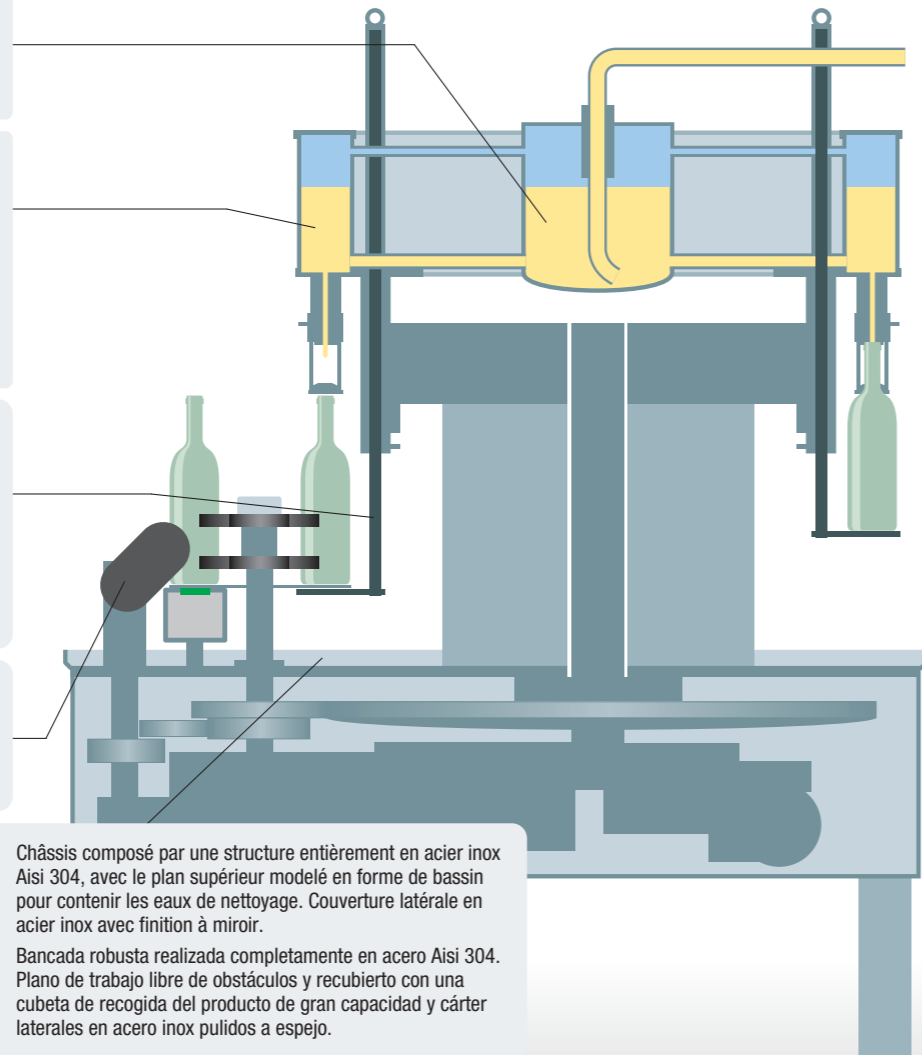 Châssis composé par une structure entièrement en acier inox
Aisi 304, avec le plan supérieur modelé en forme de bassin
pour contenir les eaux de nettoyage. Couverture latérale en
acier inox avec finition à miroir.
Bancada robusta realizada completamente en acero Aisi 304.
Plano de trabajo libre de obstáculos y recubierto con una
cubeta de recogida del producto de gran capacidad y cárter
laterales en acero inox pulidos a espejo.